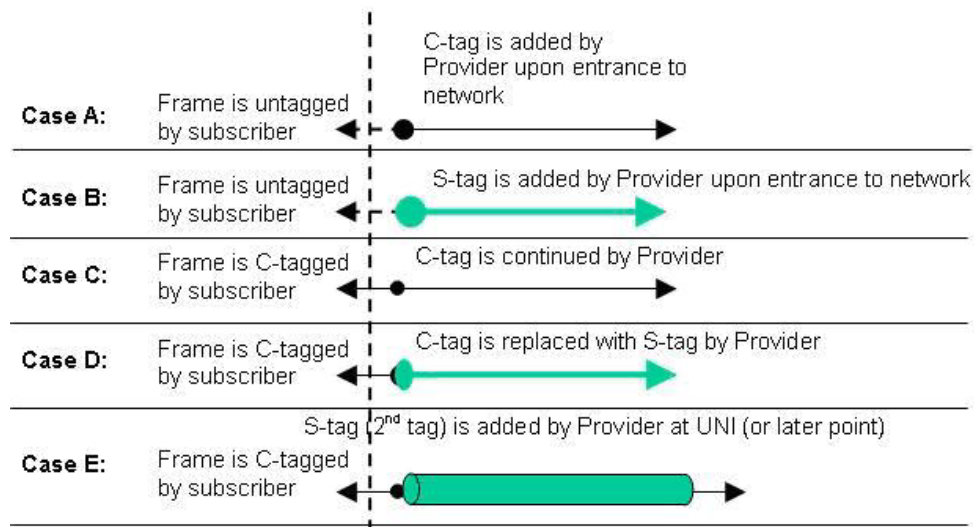 C-tag is added by
Provider upon entrance to
network
Case A:
Frame is untagged
by subscriber
S-tag is added by Provider upon entrance to network
Case B:
Frame is untagged
by subscriber
C-tag is continued by Provider
Case C:
Frame is C-tagged
by subscriber
C-tag is replaced with S-tag by Provider
Case D:
Frame is C-tagged
by subscriber
S-tag (2nd tag) is added by Provider at UNI (or later point)
Case E:
Frame is C-tagged
by subscriber